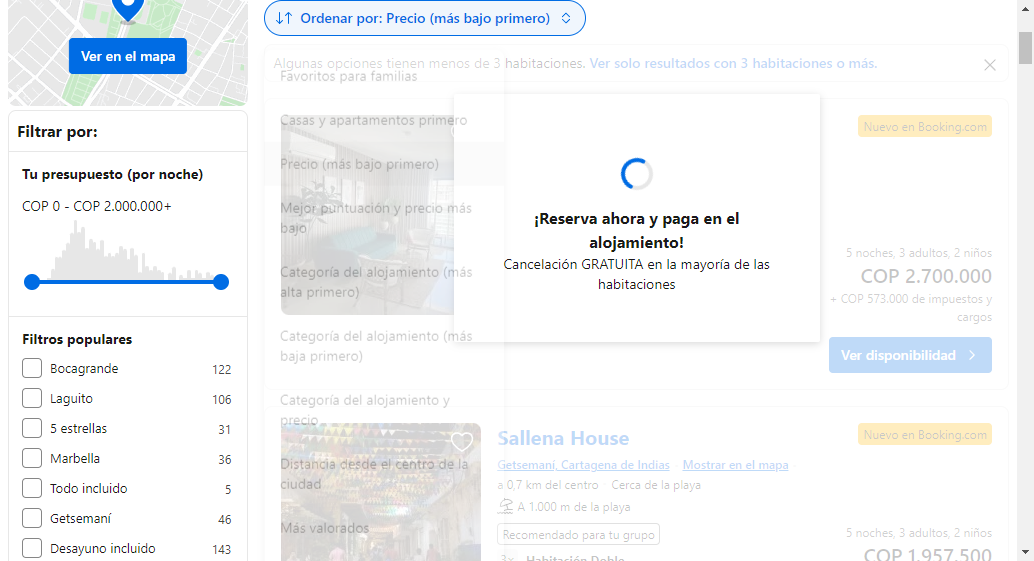 Ver en el mapa
Filtrar por:
Tu presupuesto (por noche)
COP 0 - COP 2.000.000+
Filtros populares
Bocagrande 122
Laguito 106
5 estrellas 31
Marbella 36
Todo incluido 5
Getsemaní 46
Desayuno incluido 143
Ordenar por: Precio (más bajo primero)
Algunas opciones tienen menos de 3 habitaciones. Ver solo resultados con 3 habitaciones o más.
Favoritos para familias
Casas y apartamentos primero
Precio (más bajo primero)
Mejor puntuación y precio más
bajo
Categoría del alojamiento (más
alta primero)
Categoría del alojamiento (más
baja primero)
Categoría del alojamiento y
precio
Distancia desde el centro de la
ciudad
Más valorados
¡Reserva ahora y paga en el
alojamiento!
Cancelación GRATUITA en la mayoría de las
habitaciones
Nuevo en Booking.com
5 noches, 3 adultos, 2 niños
COP 2.700.000
+ COP 573.000 de impuestos y
cargos
Ver disponibilidad
Sallena House
Nuevo en Booking.com
Getsemaní, Cartagena de Indias Mostrar en el mapa
a 0,7 km del centro · Cerca de la playa
A 1.000 m de la playa
Recomendado para tu grupo
3× Habitación Doble
5 noches, 3 adultos, 2 niños
COP 1.957.500